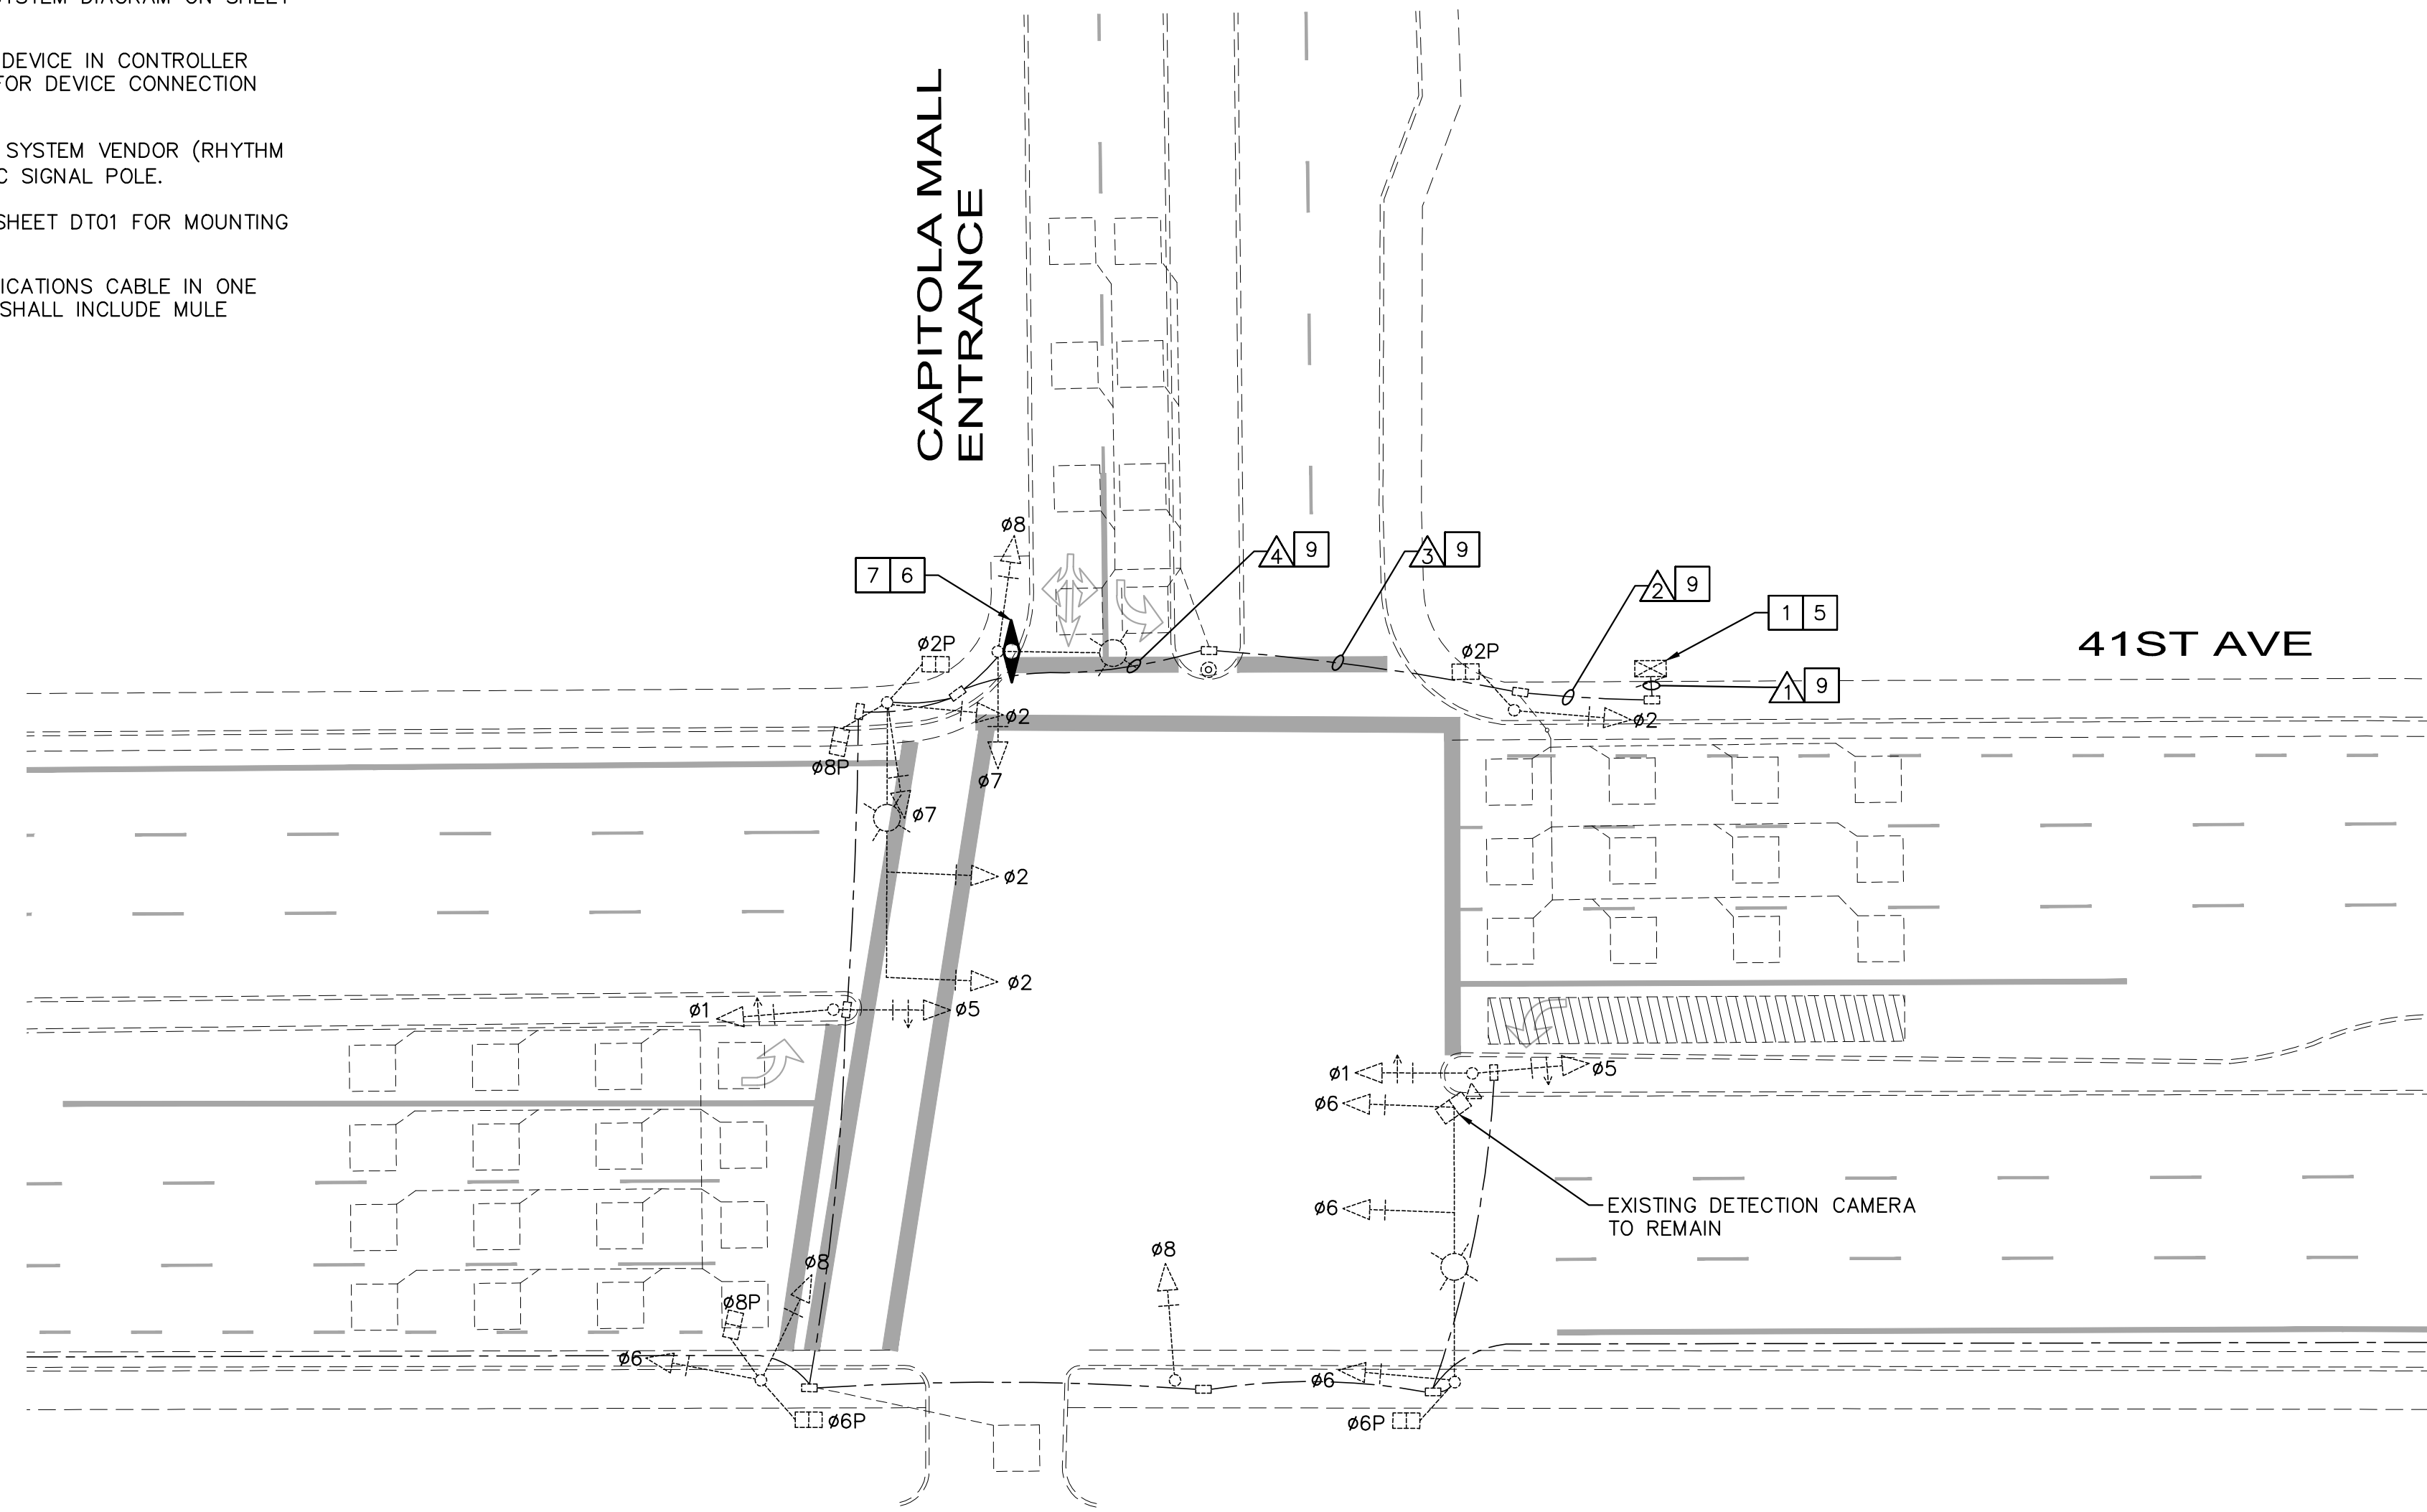 DEVICE IN CONTROLLER
FOR DEVICE CONNECTION
SYSTEM VENDOR (RHYTHM
SIGNAL POLE.
SHEET DT01 FOR MOUNTING
CABLE IN ONE
SHALL INCLUDE MULE
CAPITOLA MALL
ENTRANCE
41ST AVE
ø8
7 6
4 9
3 9
2 9
1 5
1 9
ø2P
ø2P
ø2
ø2
ø8P
ø7
ø7
ø2
ø2
ø1
ø5
ø1
ø5
ø6
ø6
EXISTING DETECTION CAMERA
TO REMAIN
ø8
ø8
ø8P
ø6
ø6
ø6P
ø6P